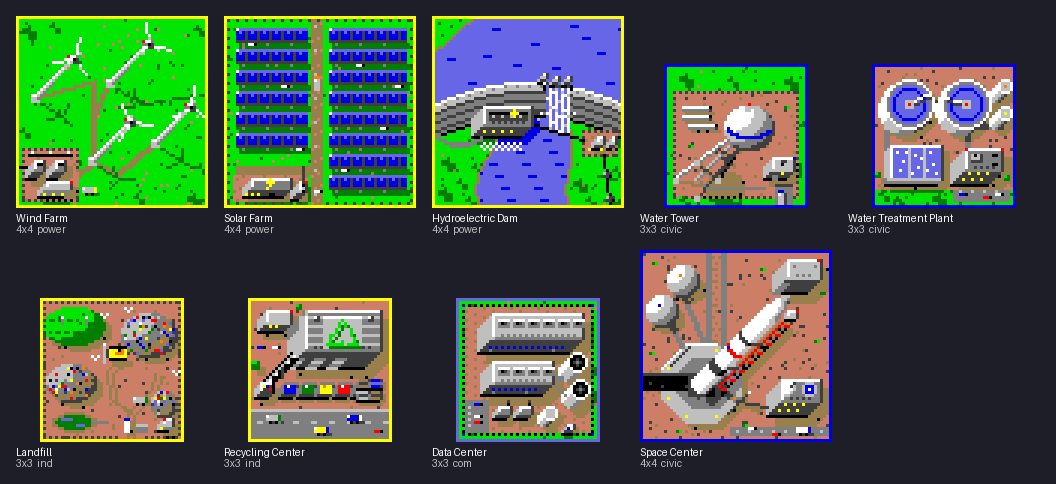 Wind Farm
4x4 power
Solar Farm
4x4 power
Hydroelectric Dam
4x4 power
Water Tower
3x3 civic
Water Treatment Plant
3x3 civic
Landfill
3x3 ind
Recycling Center
3x3 ind
Data Center
3x3 com
Space Center
4x4 civic